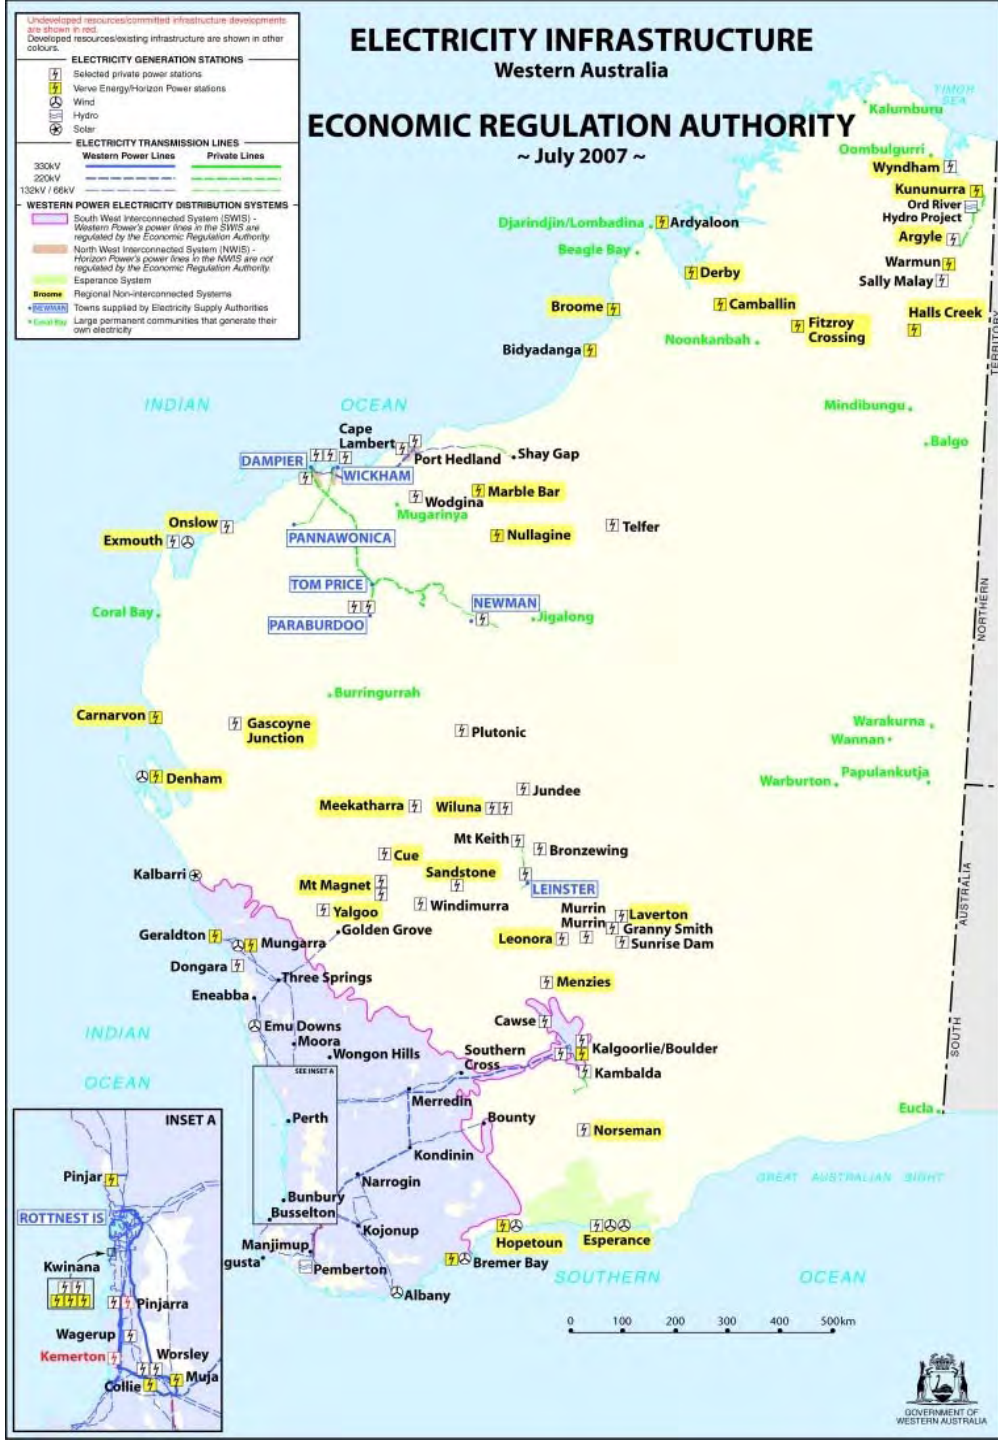 Undeveloped resources/committed infrastructure developments
are shown in red.
Developed resources/existing infrastructure are shown in other
colours.
ELECTRICITY GENERATION STATIONS
Selected private power stations
Verve Energy/Horizon Power stations
Wind
Hydro
Solar
ELECTRICITY TRANSMISSION LINES
Western Power Lines Private Lines
330kV
220kV
132kV / 66kV
WESTERN POWER ELECTRICITY DISTRIBUTION SYSTEMS
South West Interconnected System (SWIS) -
Western Power's power lines in the SWIS are
regulated by the Economic Regulation Authority.
North West Interconnected System (NWIS) -
Horizon Power's power lines in the NWIS are not
regulated by the Economic Regulation Authority.
Esperance System
Broome Regional Non-interconnected Systems
NEWMAN Towns supplied by Electricity Supply Authorities
Coral Bay Large permanent communities that generate their
own electricity
ELECTRICITY INFRASTRUCTURE
Western Australia
ECONOMIC REGULATION AUTHORITY
~ July 2007 ~
TIMOR
SEA
Kalumburu
Oombulgurri
Wyndham
Kununurra
Ord River
Hydro Project
Argyle
Warmun
Sally Malay
Halls Creek
Djarindjin/Lombadina
Ardyaloon
Beagle Bay
Derby
Broome
Camballin
Fitzroy
Crossing
Noonkanbah
Bidyadanga
TERRITORY
NORTHERN
INDIAN OCEAN
Mindibungu
Balgo
Cape
Lambert
DAMPIER
WICKHAM
Port Hedland
Shay Gap
Wodgina
Marble Bar
Mugarinya
Onslow
Exmouth
PANNAWONICA
Nullagine
Telfer
TOM PRICE
NEWMAN
Coral Bay
PARABURDOO
Jigalong
Burringurrah
Carnarvon
Gascoyne
Junction
Plutonic
Warakurna
Wannan
Warburton
Papulankutja
Denham
Jundee
Meekatharra
Wiluna
Mt Keith
Bronzewing
Cue
Sandstone
Kalbarri
Mt Magnet
LEINSTER
Windimurra
Yalgoo
Murrin
Murrin
Laverton
Granny Smith
Sunrise Dam
Golden Grove
Leonora
Geraldton
Mungarra
Dongara
Three Springs
Menzies
Eneabba
AUSTRALIA
SOUTH
INDIAN
OCEAN
Emu Downs
Cawse
Moora
Wongon Hills
Southern
Cross
Kalgoorlie/Boulder
Kambalda
SEE INSET A
Merredin
Perth
Bounty
Norseman
Eucla
Kondinin
Narrogin
GREAT AUSTRALIAN BIGHT
Bunbury
Busselton
Kojonup
Hopetoun
Esperance
Manjimup
gusta
Pemberton
Bremer Bay
Albany
SOUTHERN OCEAN
0 100 200 300 400 500km
INSET A
Pinjar
ROTTNEST IS
Kwinana
Pinjarra
Wagerup
Kemerton
Worsley
Collie
Muja
GOVERNMENT OF
WESTERN AUSTRALIA